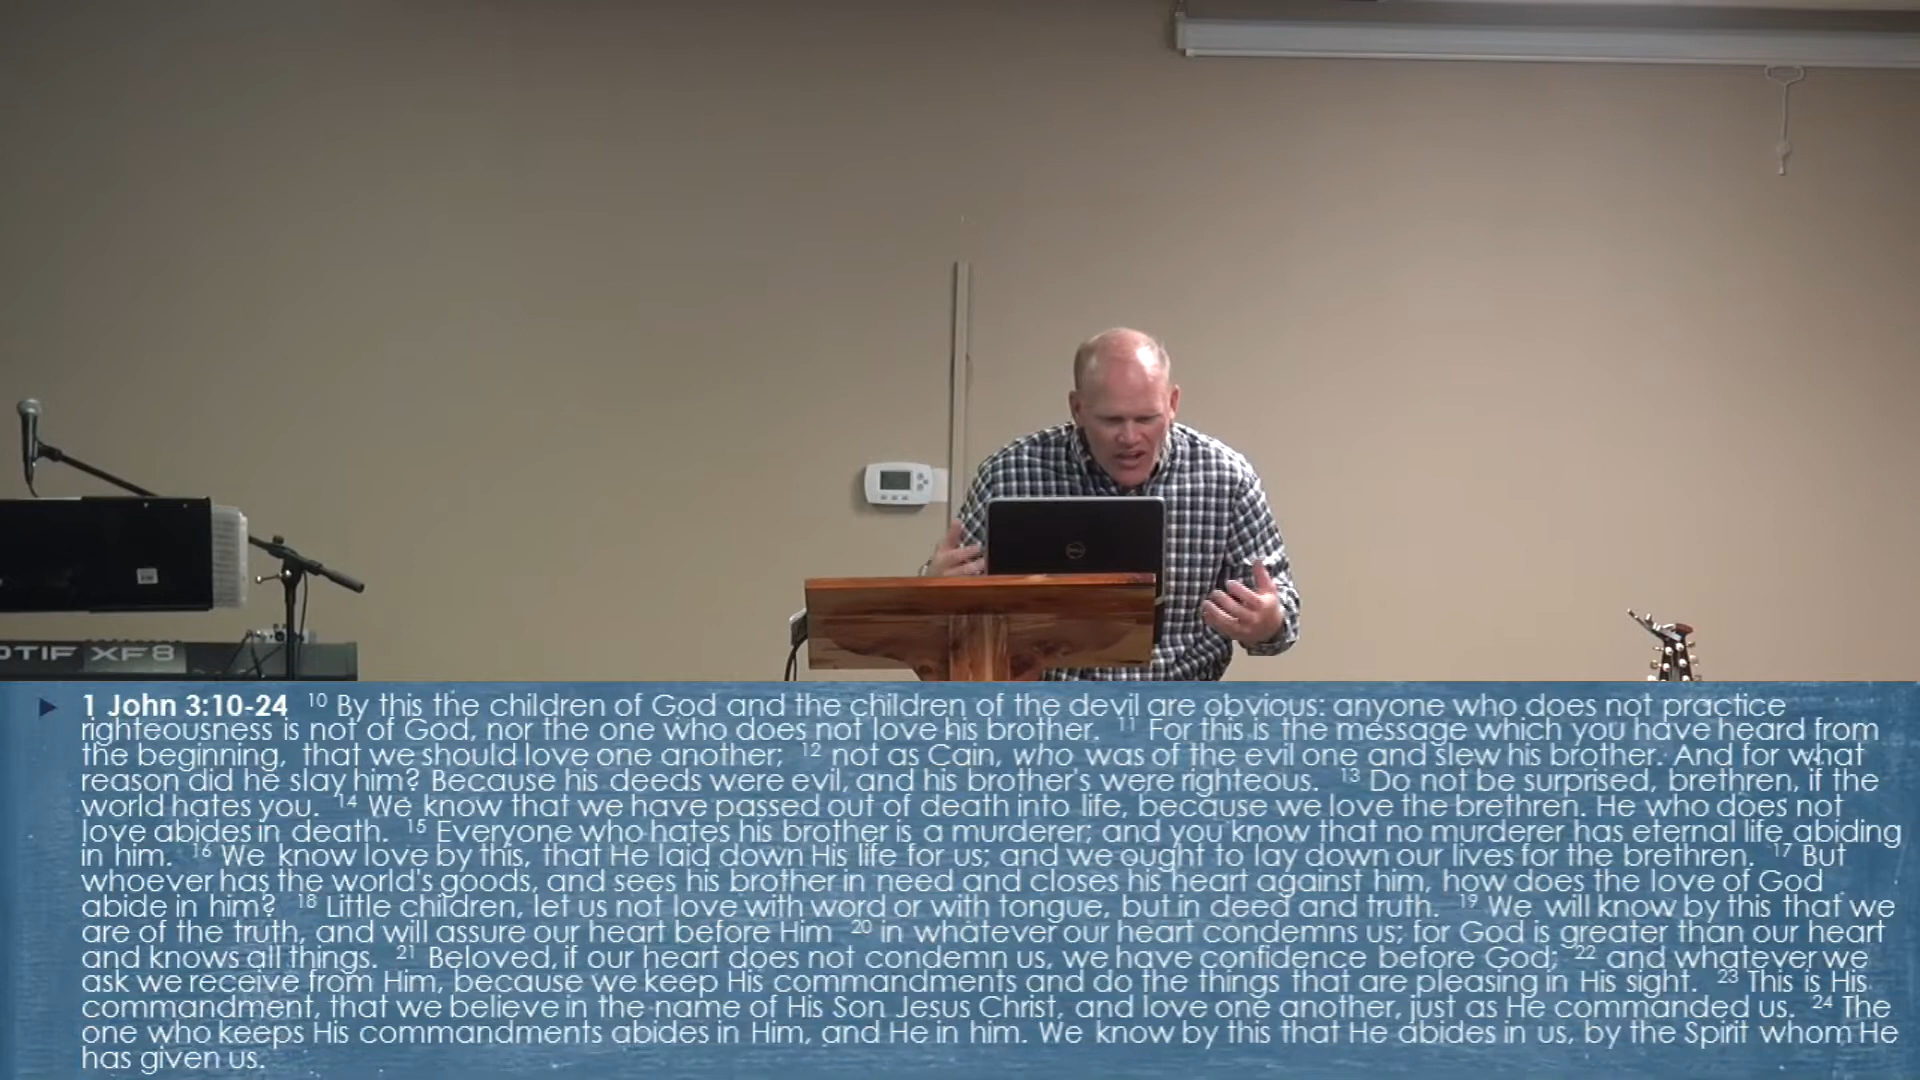 DELL
OTIF XF8
1 John 3:10-24 10 By this the children of God and the children of the devil are obvious: anyone who does not practice
righteousness is not of God, nor the one who does not love his brother. 11 For this is the message which you have heard from
the beginning, that we should love one another; 12 not as Cain, who was of the evil one and slew his brother. And for what
reason did he slay him? Because his deeds were evil, and his brother's were righteous. 13 Do not be surprised, brethren, if the
world hates you. 14 We know that we have passed out of death into life, because we love the brethren. He who does not
love abides in death. 15 Everyone who hates his brother is a murderer; and you know that no murderer has eternal life abiding
in him. 16 We know love by this, that He laid down His life for us; and we ought to lay down our lives for the brethren. 17 But
whoever has the world's goods, and sees his brother in need and closes his heart against him, how does the love of God
abide in him? 18 Little children, let us not love with word or with tongue, but in deed and truth. 19 We will know by this that we
are of the truth, and will assure our heart before Him 20 in whatever our heart condemns us; for God is greater than our heart
and knows all things. 21 Beloved, if our heart does not condemn us, we have confidence before God; 22 and whatever we
ask we receive from Him, because we keep His commandments and do the things that are pleasing in His sight. 23 This is His
commandment, that we believe in the name of His Son Jesus Christ, and love one another, just as He commanded us. 24 The
one who keeps His commandments abides in Him, and He in him. We know by this that He abides in us, by the Spirit whom He
has given us.